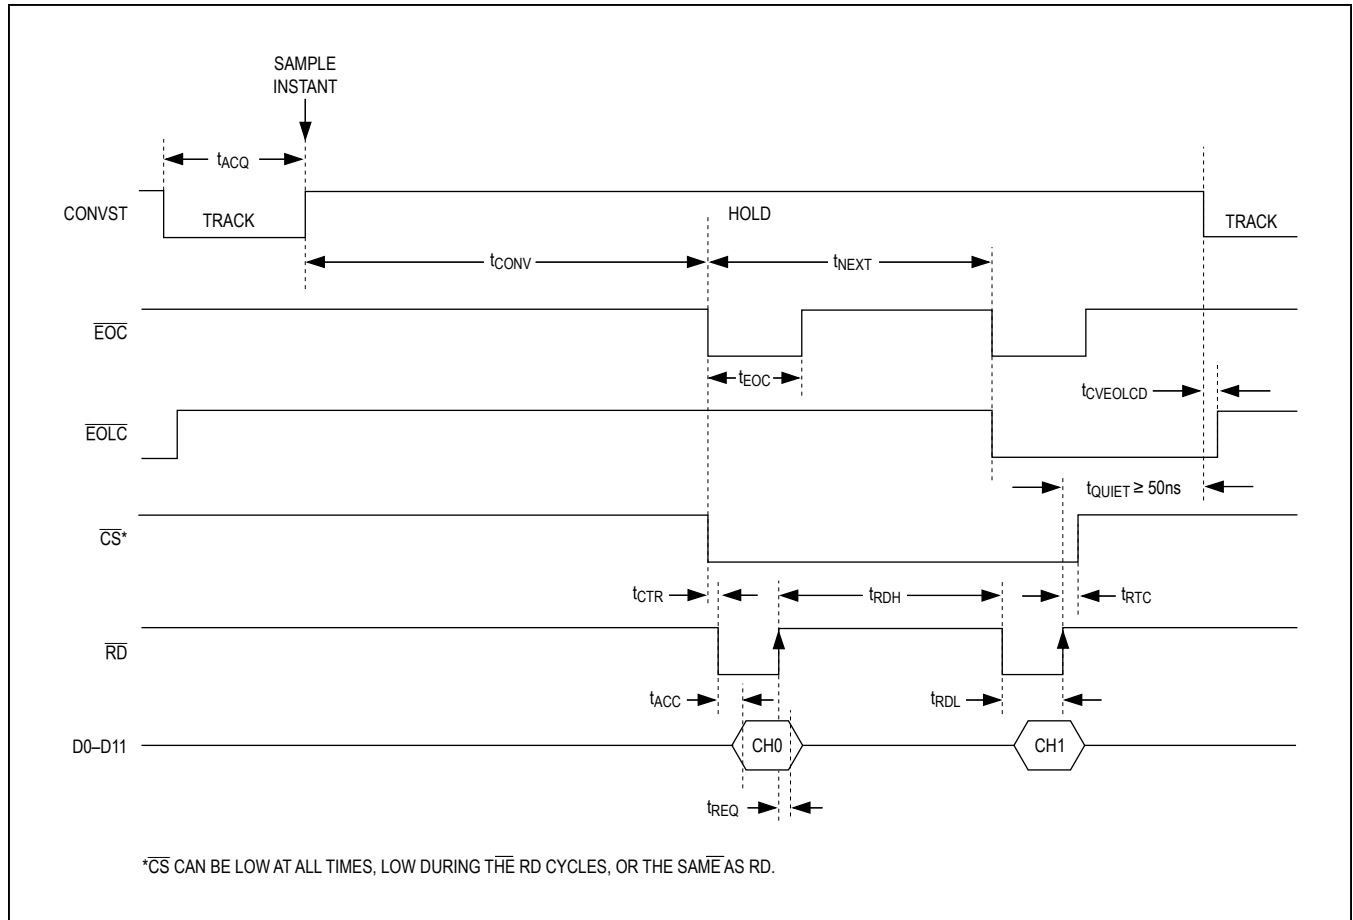 SAMPLE
INSTANT
tACQ
CONVST
TRACK
HOLD
TRACK
tCONV
tNEXT
EOC
tEOC
tCVEOLCD
EOLC
tQUIET ≥ 50ns
CS*
tCTR
tRDH
tRTC
RD
tACC
tRDL
D0–D11
CH0
CH1
tREQ
*CS CAN BE LOW AT ALL TIMES, LOW DURING THE RD CYCLES, OR THE SAME AS RD.